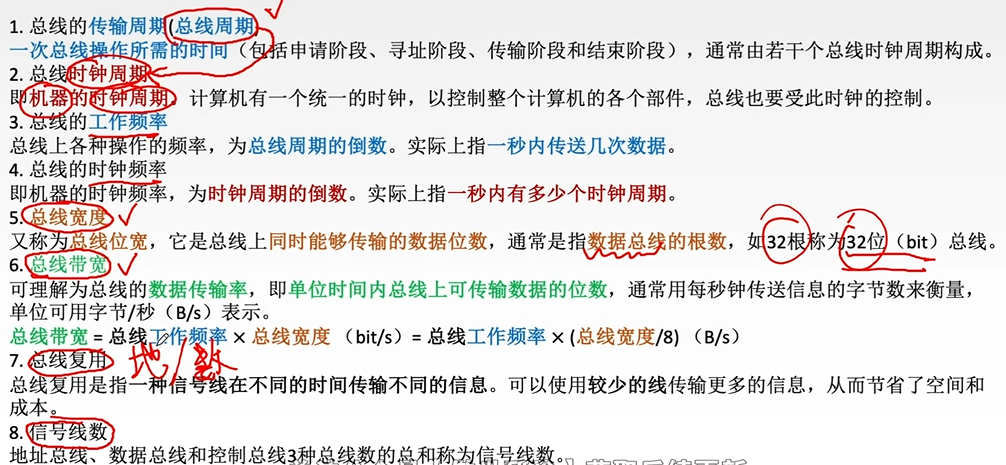 1. 总线的传输周期(总线周期)
一次总线操作所需的时间（包括申请阶段、寻址阶段、传输阶段和结束阶段），通常由若干个总线时钟周期构成。
2. 总线时钟周期
即机器的时钟周期。计算机有一个统一的时钟，以控制整个计算机的各个部件，总线也要受此时钟的控制。
3. 总线的工作频率
总线上各种操作的频率，为总线周期的倒数。实际上指一秒内传送几次数据。
4. 总线的时钟频率
即机器的时钟频率，为时钟周期的倒数。实际上指一秒内有多少个时钟周期。
5. 总线宽度
又称为总线位宽，它是总线上同时能够传输的数据位数，通常是指数据总线的根数，如32根称为32位（bit）总线。
6. 总线带宽
可理解为总线的数据传输率，即单位时间内总线上可传输数据的位数，通常用每秒钟传送信息的字节数来衡量，
单位可用字节/秒（B/s）表示。
总线带宽 = 总线工作频率 × 总线宽度 （bit/s）= 总线工作频率 × (总线宽度/8) （B/s）
7. 总线复用 地/数
总线复用是指一种信号线在不同的时间传输不同的信息。可以使用较少的线传输更多的信息，从而节省了空间和
成本。
8. 信号线数
地址总线、数据总线和控制总线3种总线数的总和称为信号线数。